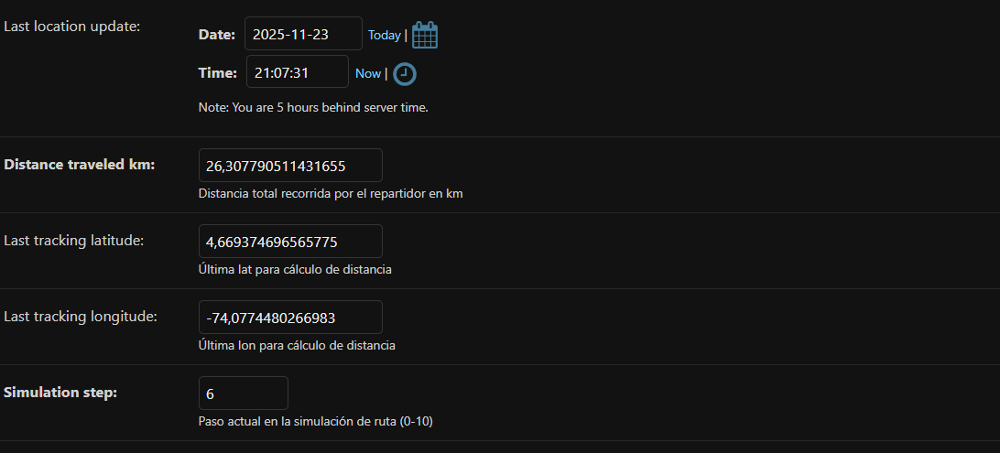 Last location update:
Date: 2025-11-23 Today |
Time: 21:07:31 Now |
Note: You are 5 hours behind server time.
Distance traveled km: 26,307790511431655
Distancia total recorrida por el repartidor en km
Last tracking latitude: 4,669374696565775
Última lat para cálculo de distancia
Last tracking longitude: -74,0774480266983
Última lon para cálculo de distancia
Simulation step: 6
Paso actual en la simulación de ruta (0-10)